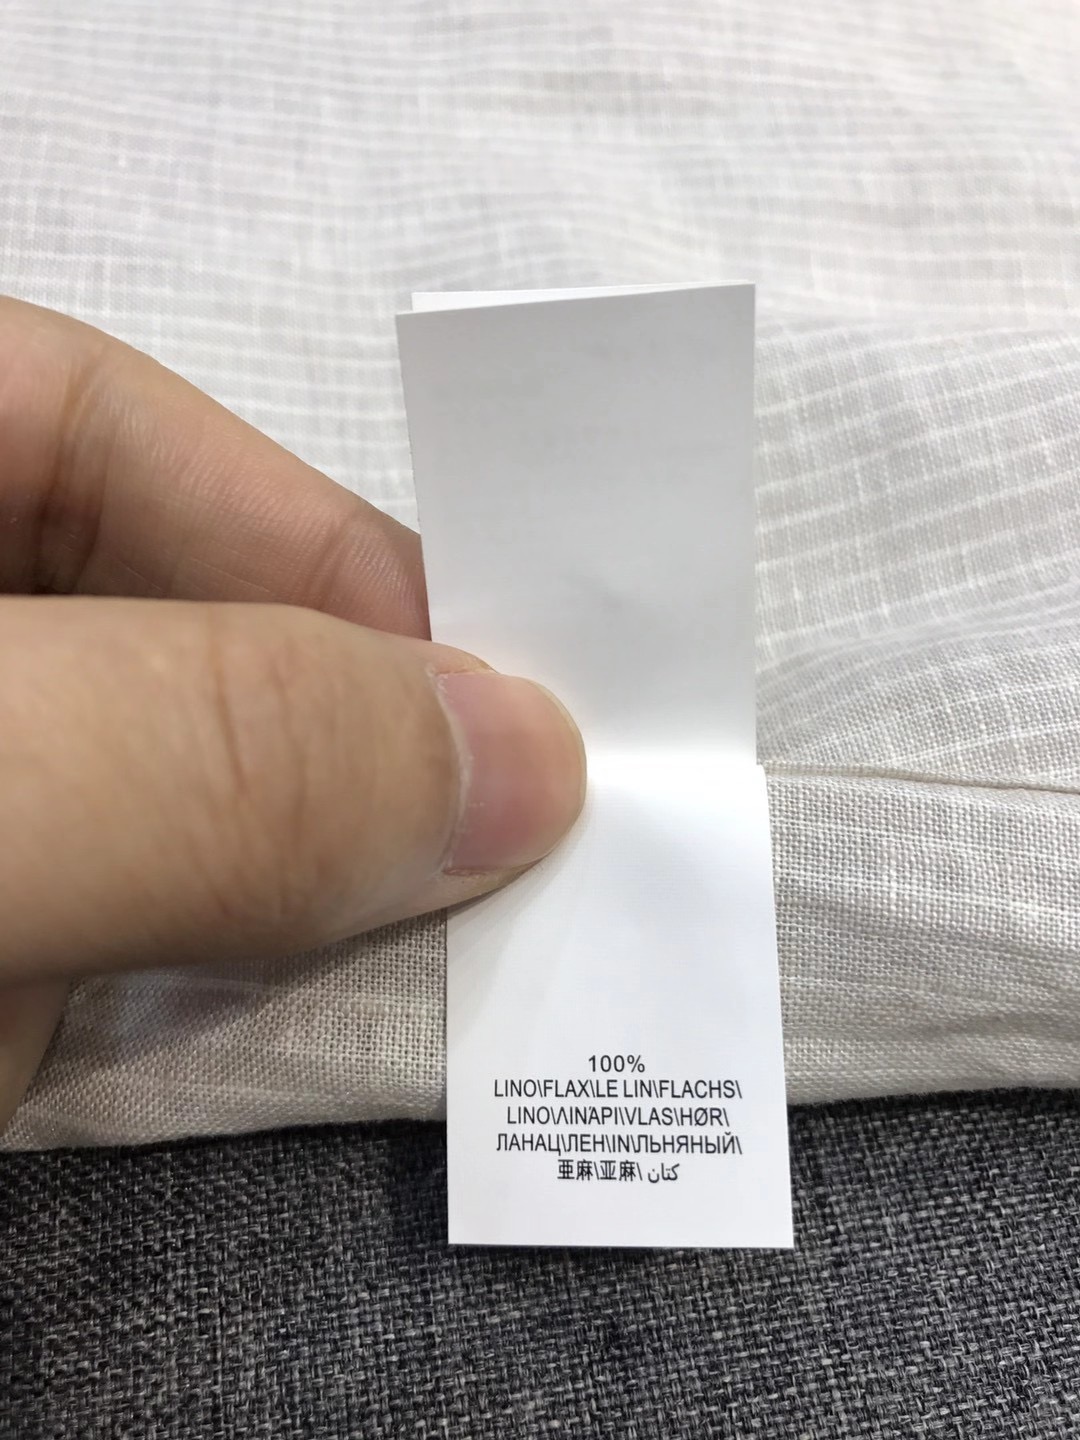 100%
LINO\FLAX\LE LIN\FLACHS\
LINO\ΛΙΝΑΡΙ\VLAS\HØR\
ЛАНАЦ\ЛЕН\IN\ЛЬНЯНЫЙ\
亜麻\亚麻\ كتان